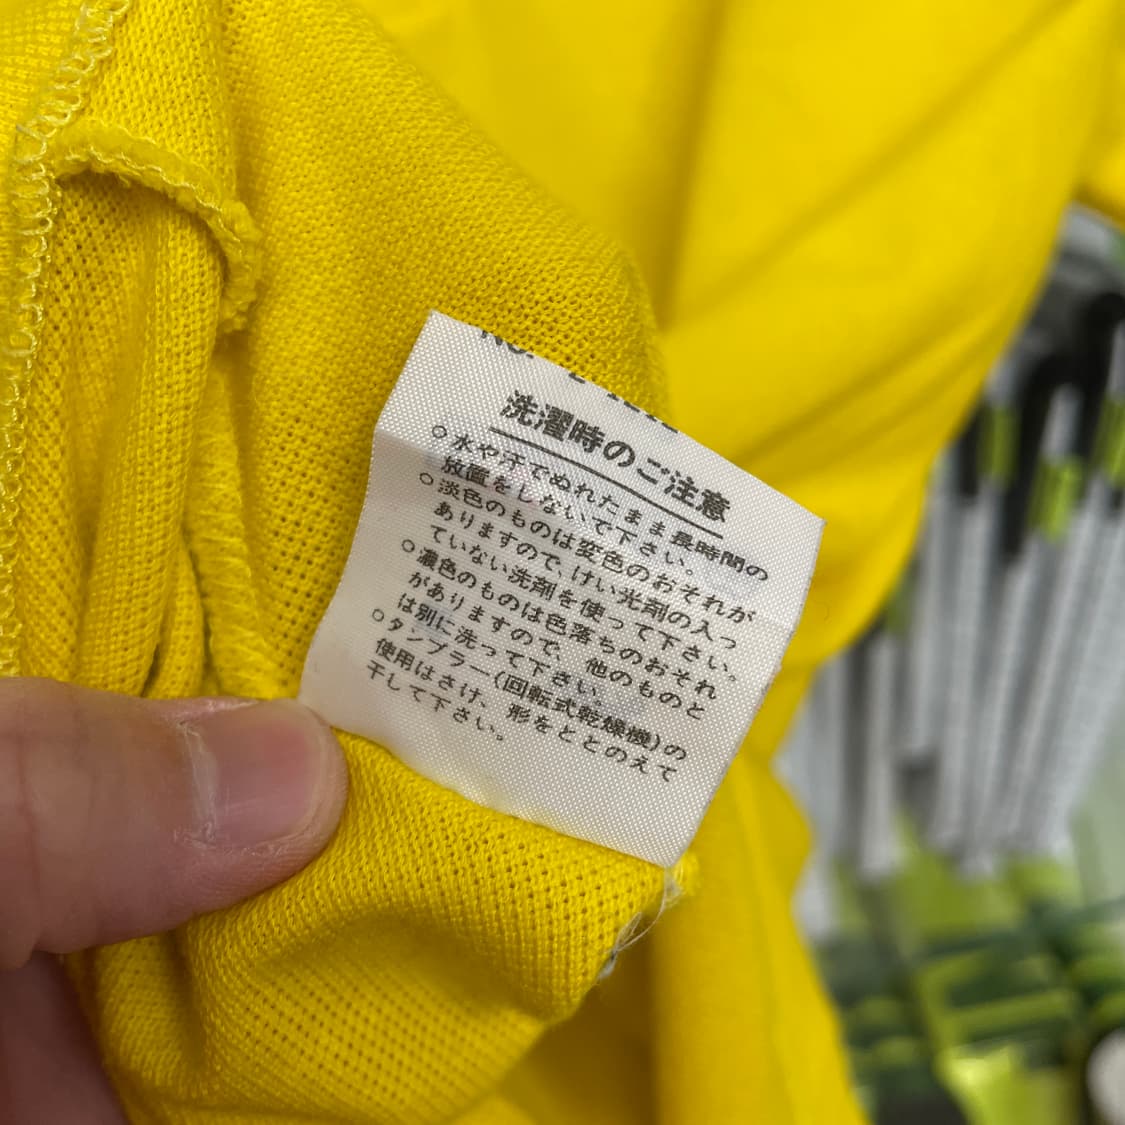 洗濯時のご注意
○水や汗でぬれたまま長時間の
放置をしないで下さい。
○淡色のものは変色のおそれが
ありますので、けい光剤の入っ
ていない洗剤を使って下さい。
○濃色のものは色落ちのおそれ
がありますので、他のものと
は別に洗って下さい。
○タンブラー(回転式乾燥機)の
使用はさけ、形をととのえて
干して下さい。